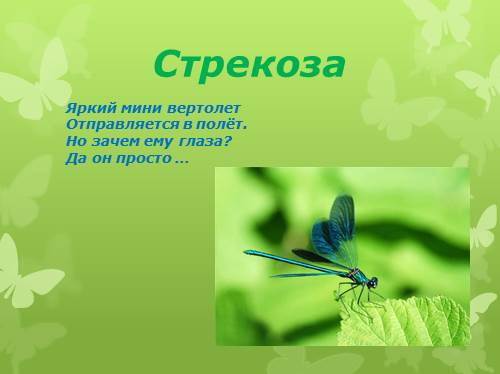 Стрекоза
Яркий мини вертолет
Отправляется в полёт.
Но зачем ему глаза?
Да он просто ...